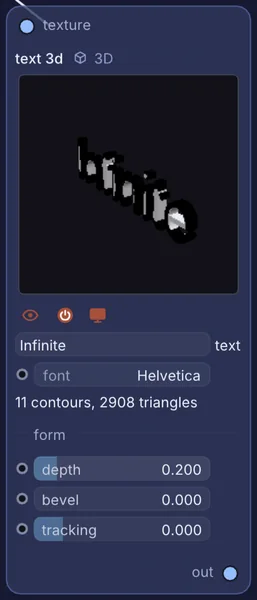 texture
text 3d 3D
Infinite text
font Helvetica
11 contours, 2908 triangles
form
depth 0.200
bevel 0.000
tracking 0.000
out